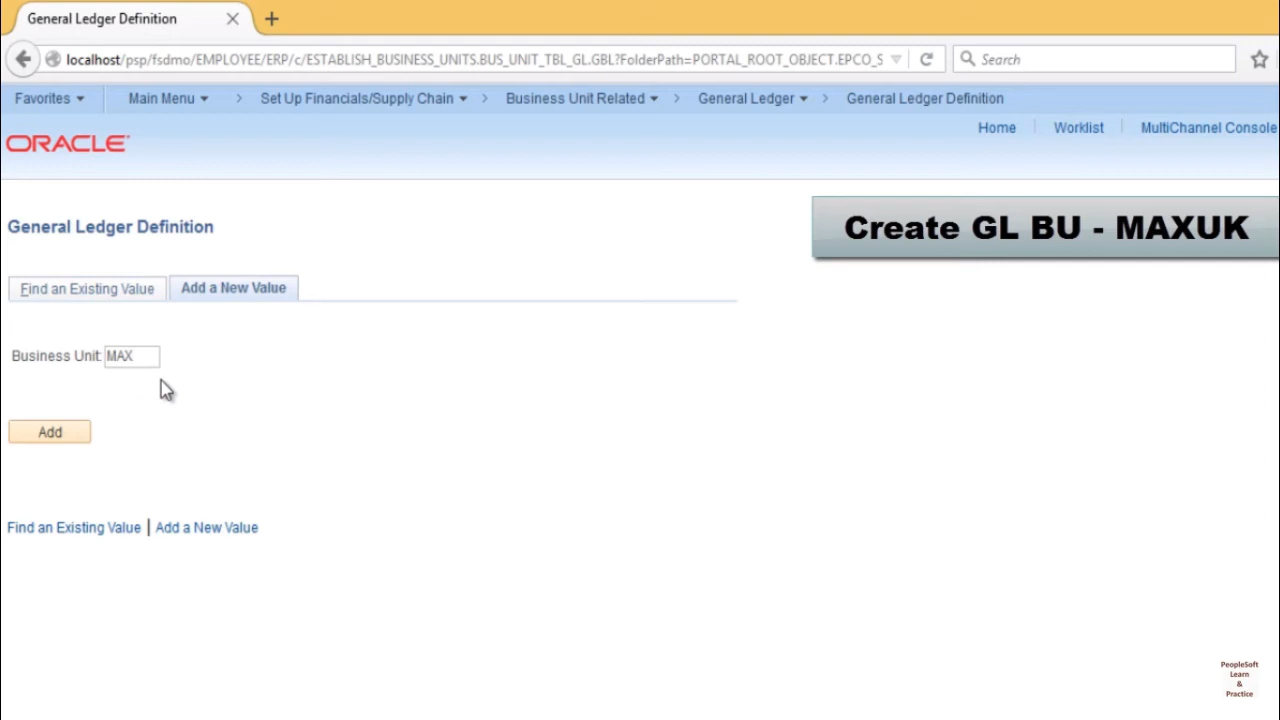 General Ledger Definition
localhost/psp/fsdmo/EMPLOYEE/ERP/c/ESTABLISH_BUSINESS_UNITS.BUS_UNIT_TBL_GL.GBL?FolderPath=PORTAL_ROOT_OBJECT.EPCO_S
Search
Favorites Main Menu > Set Up Financials/Supply Chain > Business Unit Related > General Ledger > General Ledger Definition
Home Worklist MultiChannel Console
ORACLE
General Ledger Definition
Create GL BU - MAXUK
Find an Existing Value Add a New Value
Business Unit: MAX
Add
Find an Existing Value | Add a New Value
PeopleSoft
Learn
&
Practice